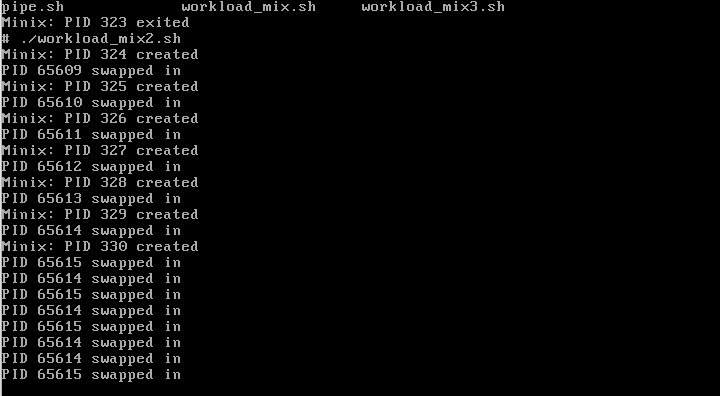 pipe.sh workload_mix.sh workload_mix3.sh
Minix: PID 323 exited
# ./workload_mix2.sh
Minix: PID 324 created
PID 65609 swapped in
Minix: PID 325 created
PID 65610 swapped in
Minix: PID 326 created
PID 65611 swapped in
Minix: PID 327 created
PID 65612 swapped in
Minix: PID 328 created
PID 65613 swapped in
Minix: PID 329 created
PID 65614 swapped in
Minix: PID 330 created
PID 65615 swapped in
PID 65614 swapped in
PID 65615 swapped in
PID 65614 swapped in
PID 65615 swapped in
PID 65614 swapped in
PID 65614 swapped in
PID 65615 swapped in